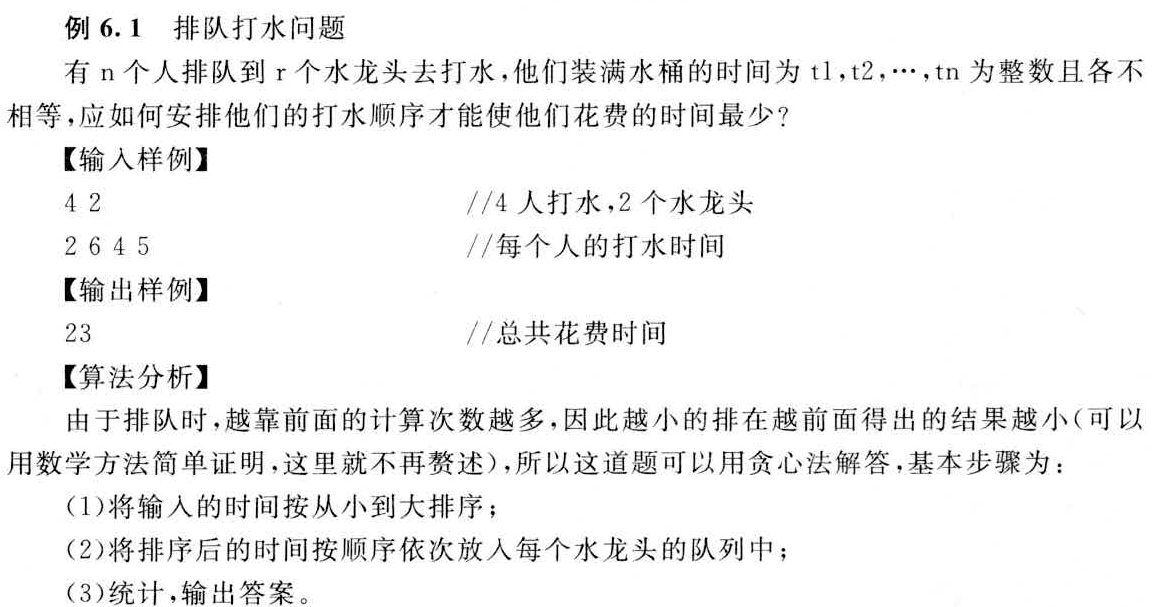 例 6.1 排队打水问题
有 n 个人排队到 r 个水龙头去打水,他们装满水桶的时间为 t1,t2,…,tn 为整数且各不
相等,应如何安排他们的打水顺序才能使他们花费的时间最少?
【输入样例】
4 2 //4 人打水,2 个水龙头
2 6 4 5 //每个人的打水时间
【输出样例】
23 //总共花费时间
【算法分析】
由于排队时,越靠前面的计算次数越多,因此越小的排在越前面得出的结果越小(可以
用数学方法简单证明,这里就不再赘述),所以这道题可以用贪心法解答,基本步骤为:
(1)将输入的时间按从小到大排序;
(2)将排序后的时间按顺序依次放入每个水龙头的队列中;
(3)统计,输出答案。